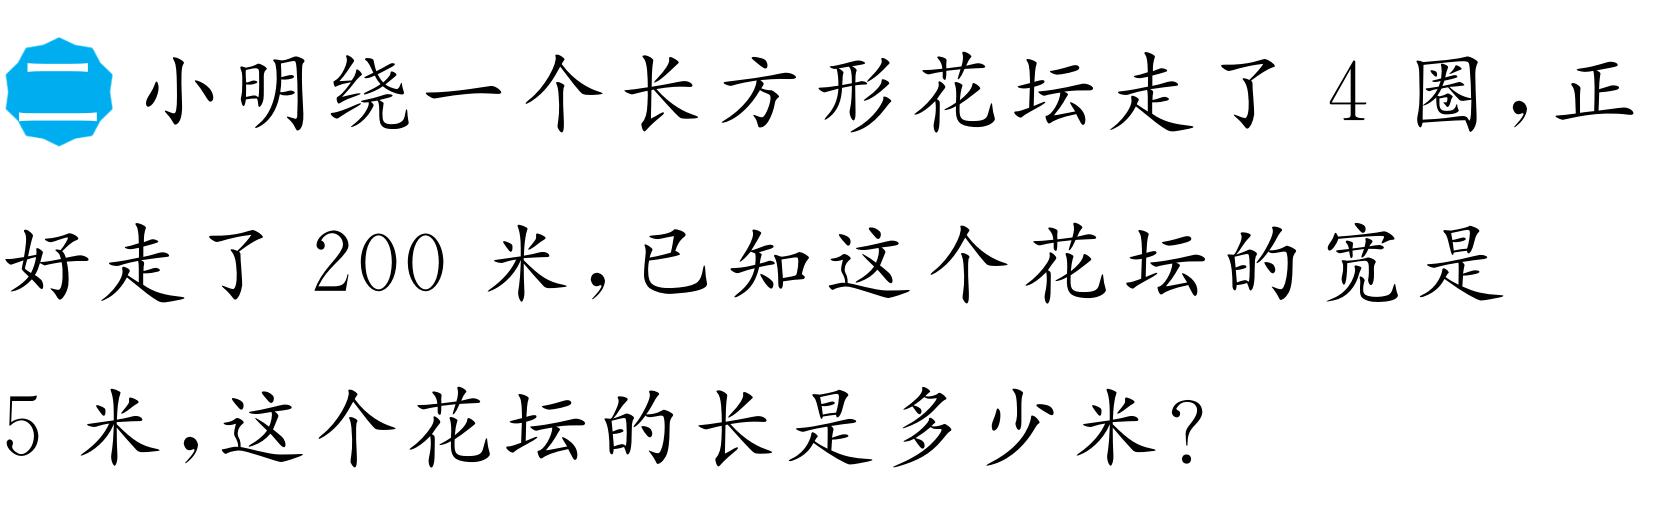 二 小明绕一个长方形花坛走了 4 圈,正
好走了 200 米,已知这个花坛的宽是
5 米,这个花坛的长是多少米?